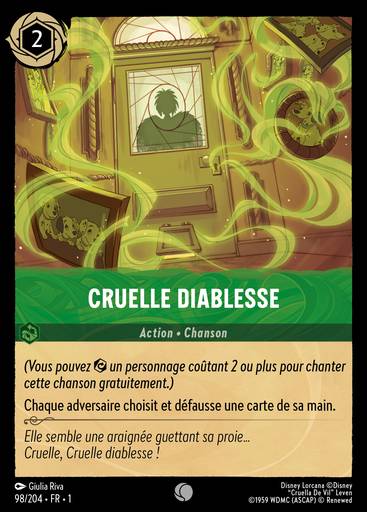 2
CRUELLE DIABLESSE
Action • Chanson
(Vous pouvez un personnage coûtant 2 ou plus pour chanter
cette chanson gratuitement.)
Chaque adversaire choisit et défausse une carte de sa main.
Elle semble une araignée guettant sa proie...
Cruelle, Cruelle diablesse !
Giulia Riva
98/204 • FR • 1
Disney Lorcana ©Disney
"Cruella De Vil" Leven
©1959 WDMC (ASCAP) © Renewed